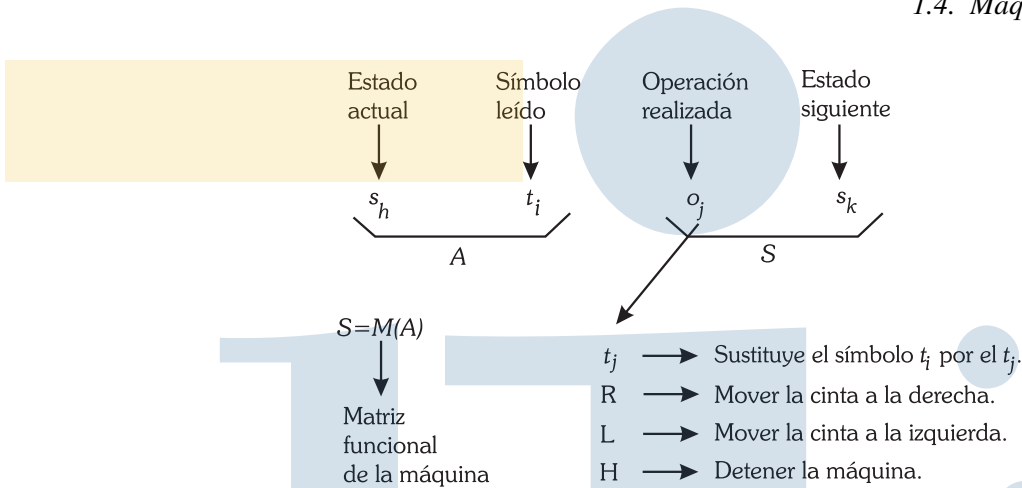 1.4. Máq
Estado actual
Símbolo leído
Operación realizada
Estado siguiente
s_h
t_i
o_j
s_k
A
S
S=M(A)
Matriz
funcional
de la máquina
t_j Sustituye el símbolo t_i por el t_j.
R Mover la cinta a la derecha.
L Mover la cinta a la izquierda.
H Detener la máquina.